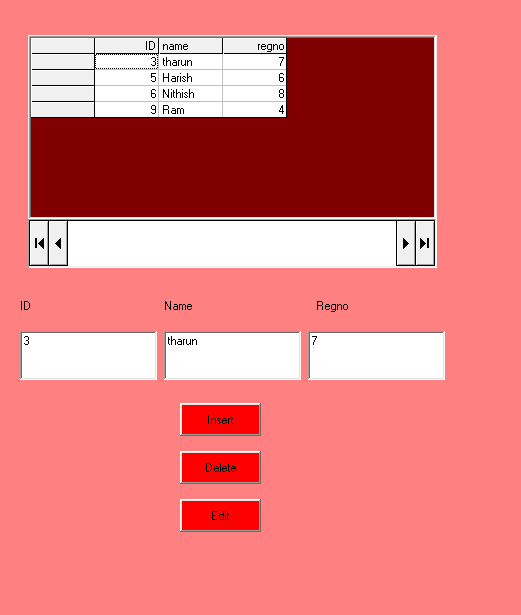 ID name regno
3 tharun 7
5 Harish 6
6 Nithish 8
9 Ram 4
ID Name Regno
3 tharun 7
Insert
Delete
Edit